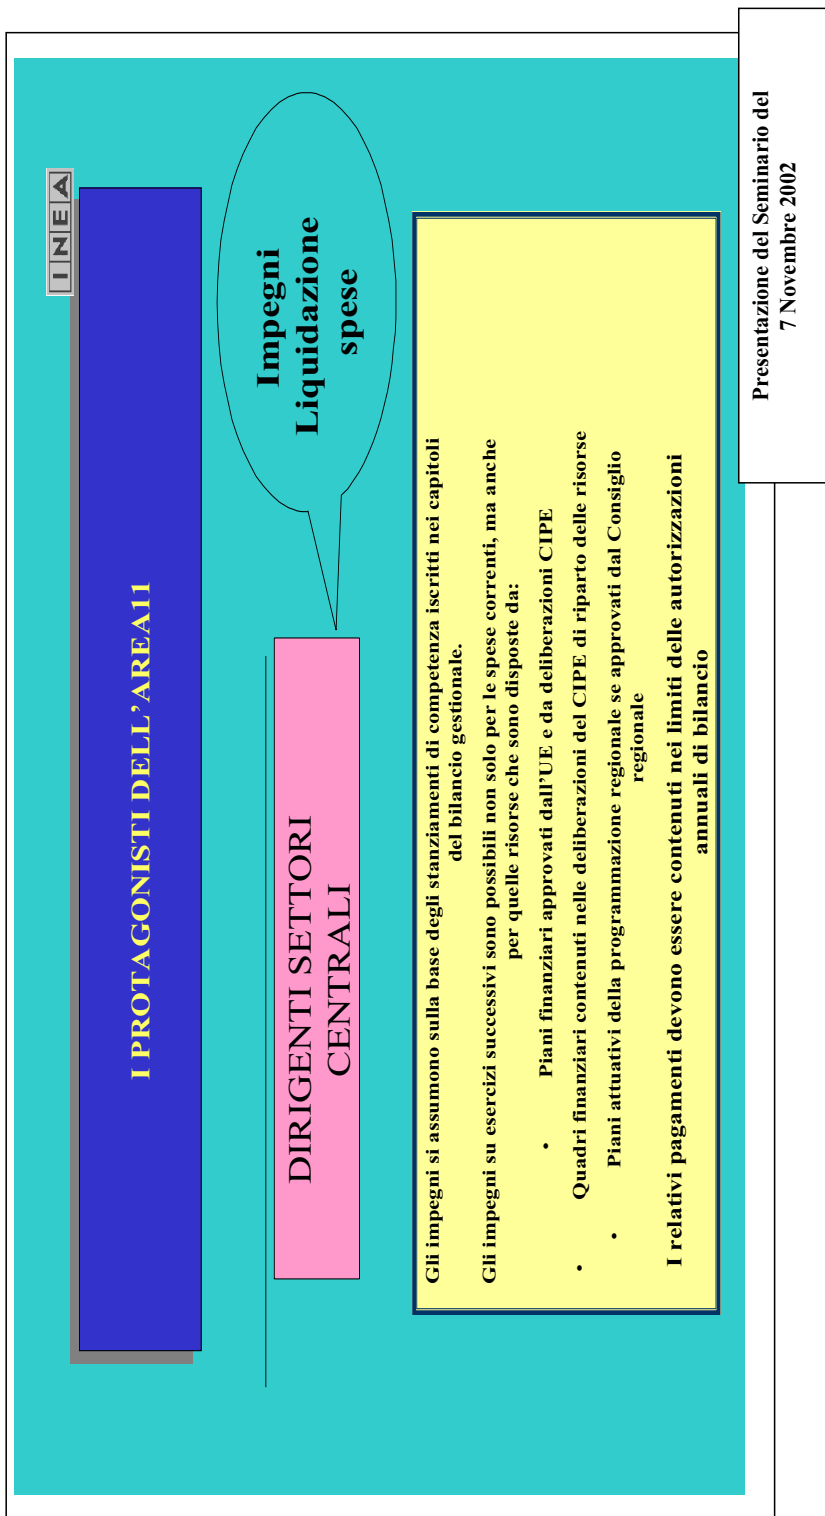 INEA
I PROTAGONISTI DELL’AREA11
Impegni
Liquidazione
spese
DIRIGENTI SETTORI
CENTRALI
Gli impegni si assumono sulla base degli stanziamenti di competenza iscritti nei capitoli
del bilancio gestionale.
Gli impegni su esercizi successivi sono possibili non solo per le spese correnti, ma anche
per quelle risorse che sono disposte da:
• Piani finanziari approvati dall’UE e da deliberazioni CIPE
• Quadri finanziari contenuti nelle deliberazioni del CIPE di riparto delle risorse
• Piani attuativi della programmazione regionale se approvati dal Consiglio
regionale
I relativi pagamenti devono essere contenuti nei limiti delle autorizzazioni
annuali di bilancio
Presentazione del Seminario del
7 Novembre 2002